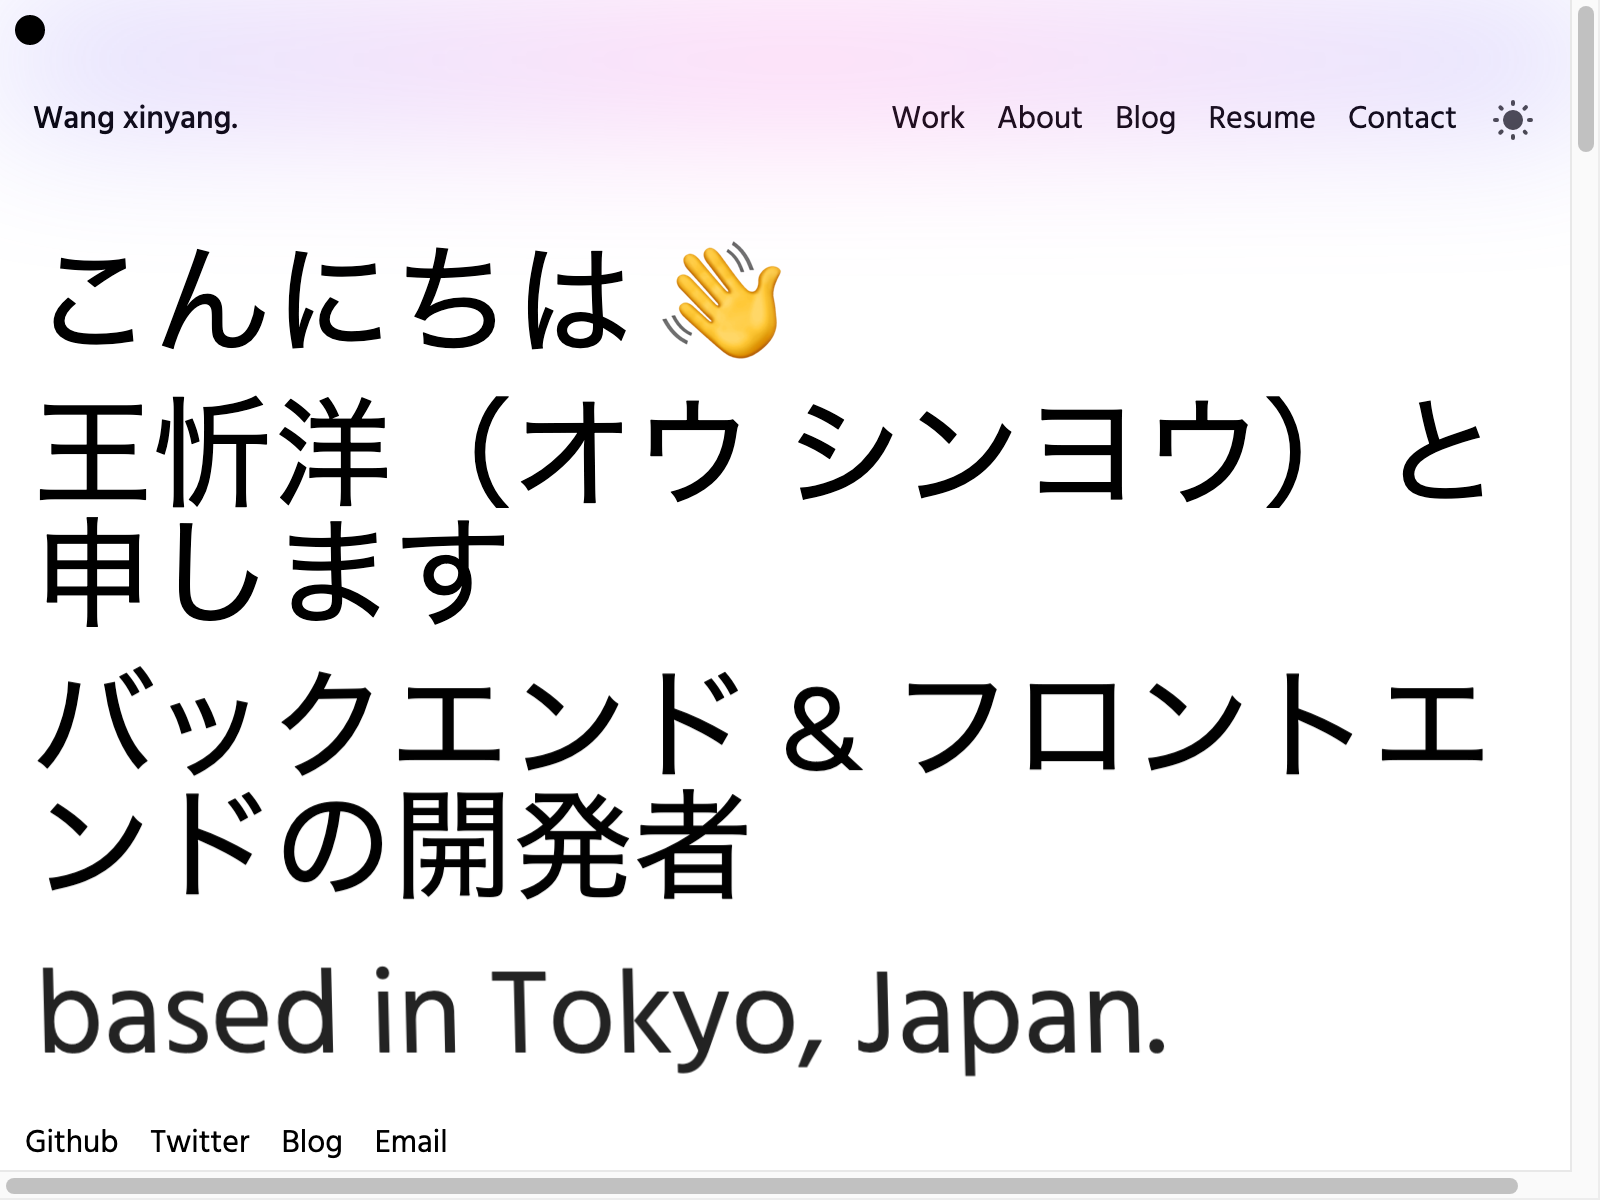 Wang xinyang.
Work About Blog Resume Contact
こんにちは 👋
王忻洋（オウ シンヨウ）と
申します
バックエンド & フロントエ
ンドの開発者
based in Tokyo, Japan.
Github Twitter Blog Email